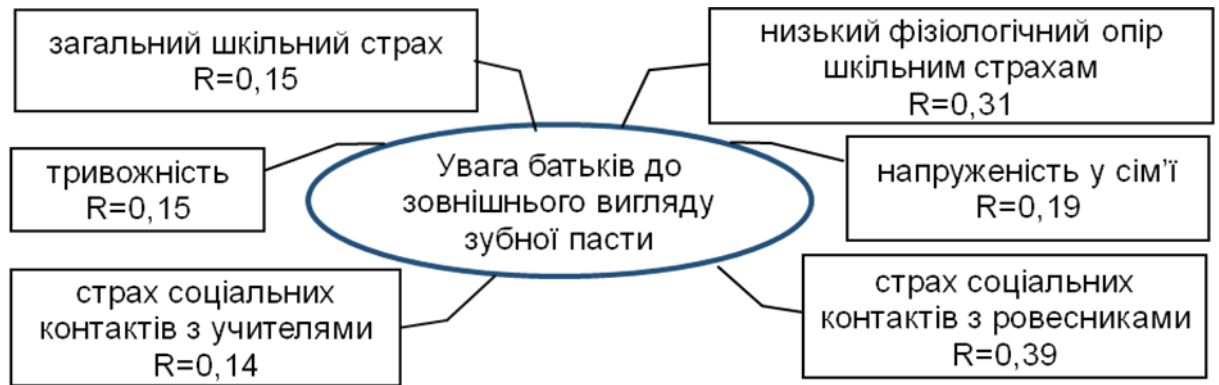 загальний шкільний страх
R=0,15
низький фізіологічний опір
шкільним страхам
R=0,31
тривожність
R=0,15
Увага батьків до
зовнішнього вигляду
зубної пасти
напруженість у сім’ї
R=0,19
страх соціальних
контактів з учителями
R=0,14
страх соціальних
контактів з ровесниками
R=0,39